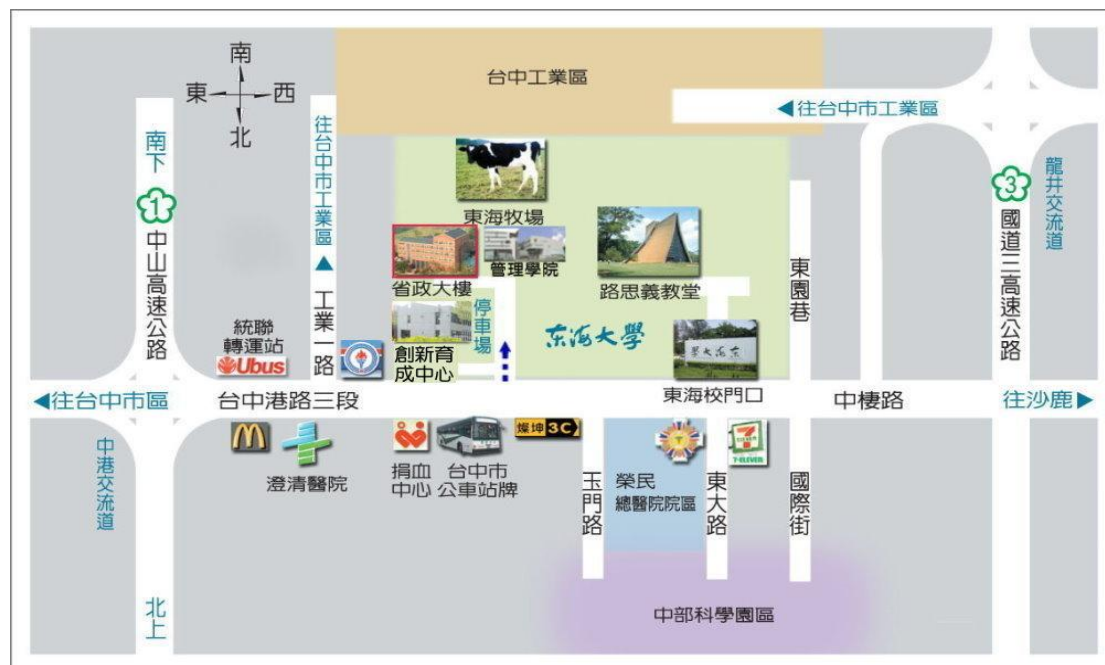 南
東 西
北
台中工業區
往台中市工業區
南下
1
中山高速公路
往台中市工業區
工業一路
東海牧場
省政大樓
管理學院
路思義教堂
東園巷
3
國道三高速公路
龍井交流道
統聯
轉運站
Ubus
創新育
成中心
停車場
东海大學
學大海东
東海校門口
往台中市區
台中港路三段
中棲路
往沙鹿
中港交流道
北上
澄清醫院
捐血
中心
台中市
公車站牌
燦坤 3C
玉門路
榮民
總醫院院區
東大路
7-ELEVEN
國際街
中部科學園區